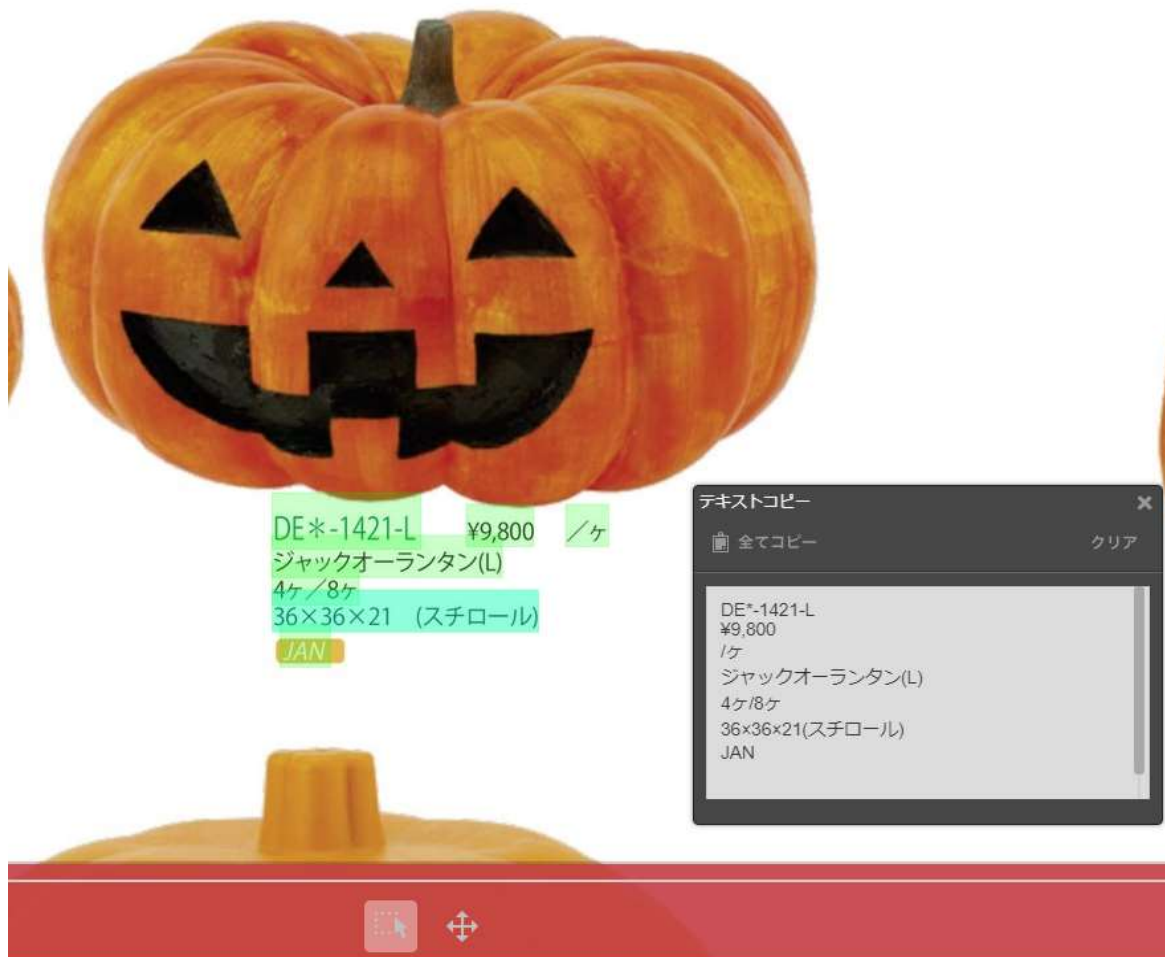 DE＊-1421-L ¥9,800 ／ヶ
ジャックオーランタン(L)
4ヶ／8ヶ
36×36×21 (スチロール)
JAN
テキストコピー
全てコピー クリア
DE*-1421-L
¥9,800
/ケ
ジャックオーランタン(L)
4ケ/8ケ
36×36×21(スチロール)
JAN